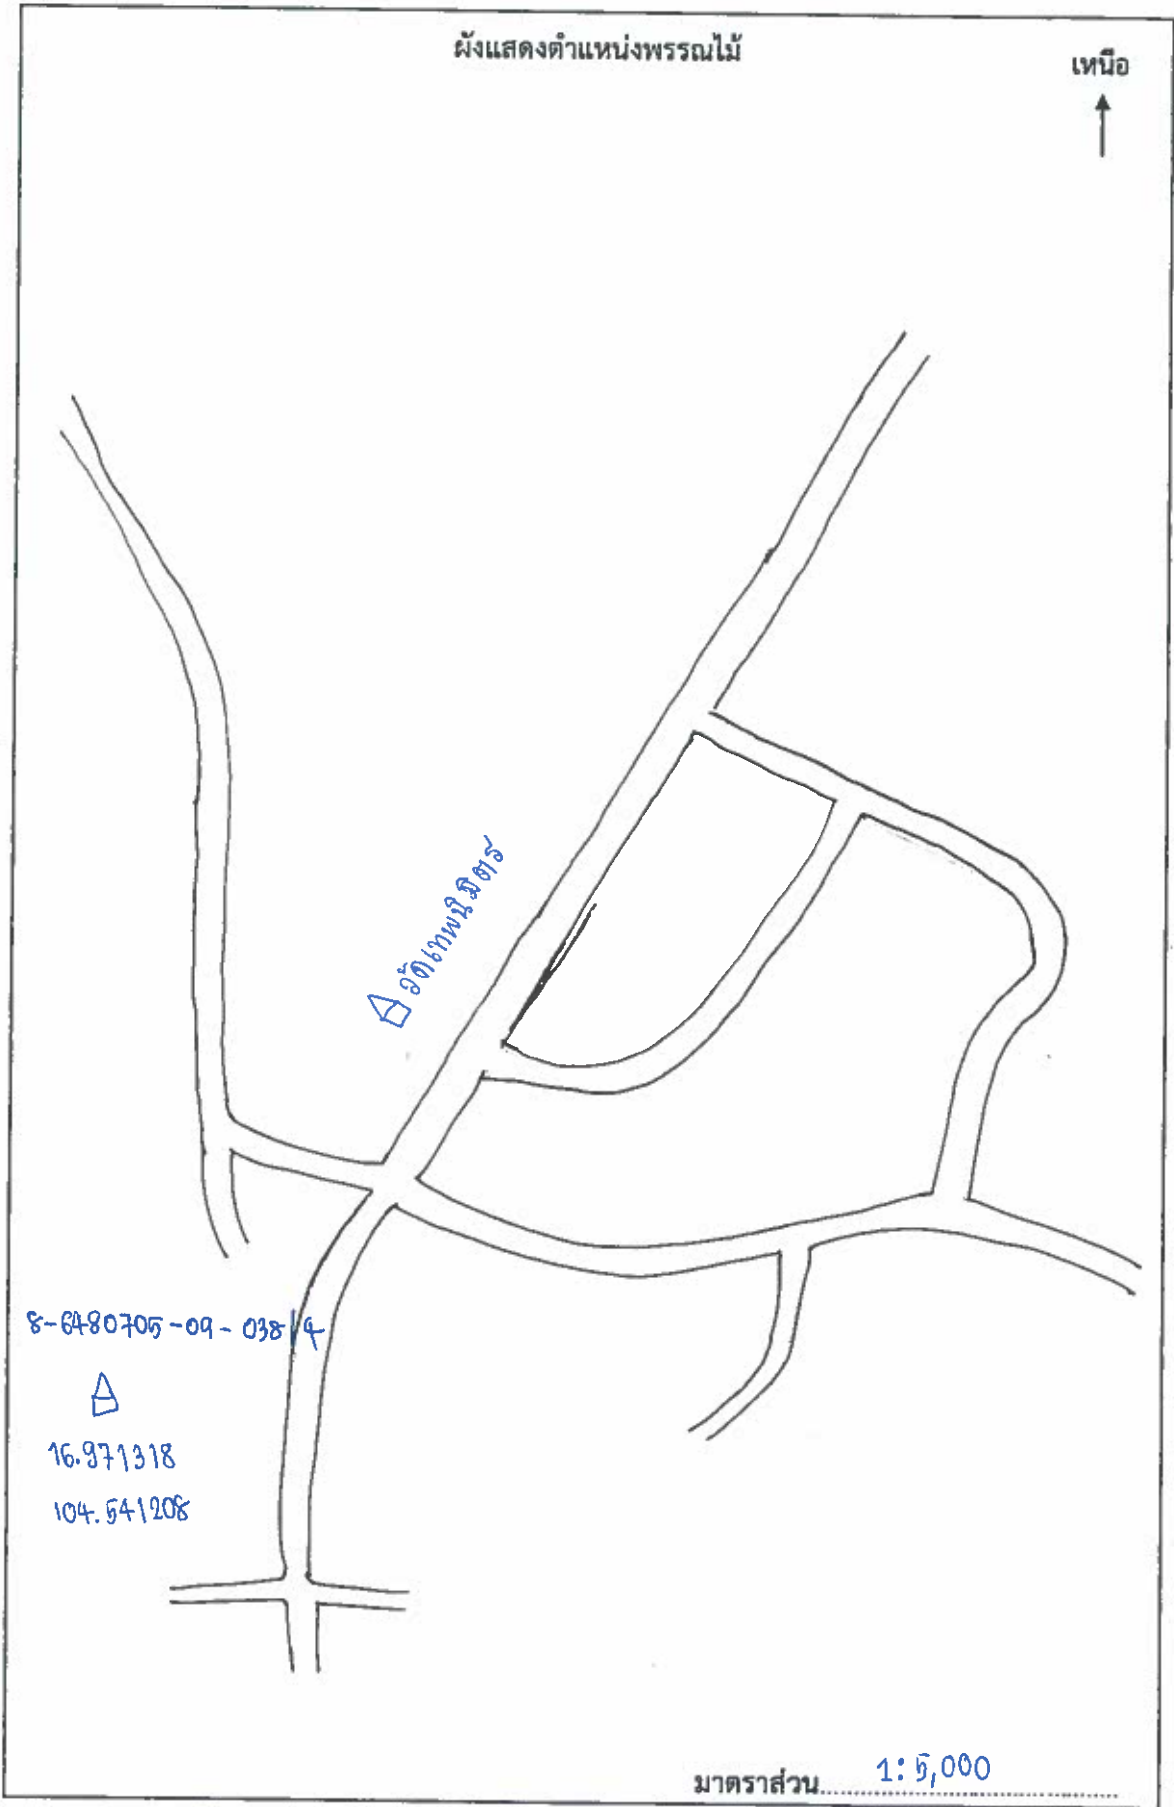 ผังแสดงตำแหน่งพรรณไม้
เหนือ
วัดเทพนิมิตร
8-6480705-09-038/4
16.971318
104.541208
มาตราส่วน 1:5,000